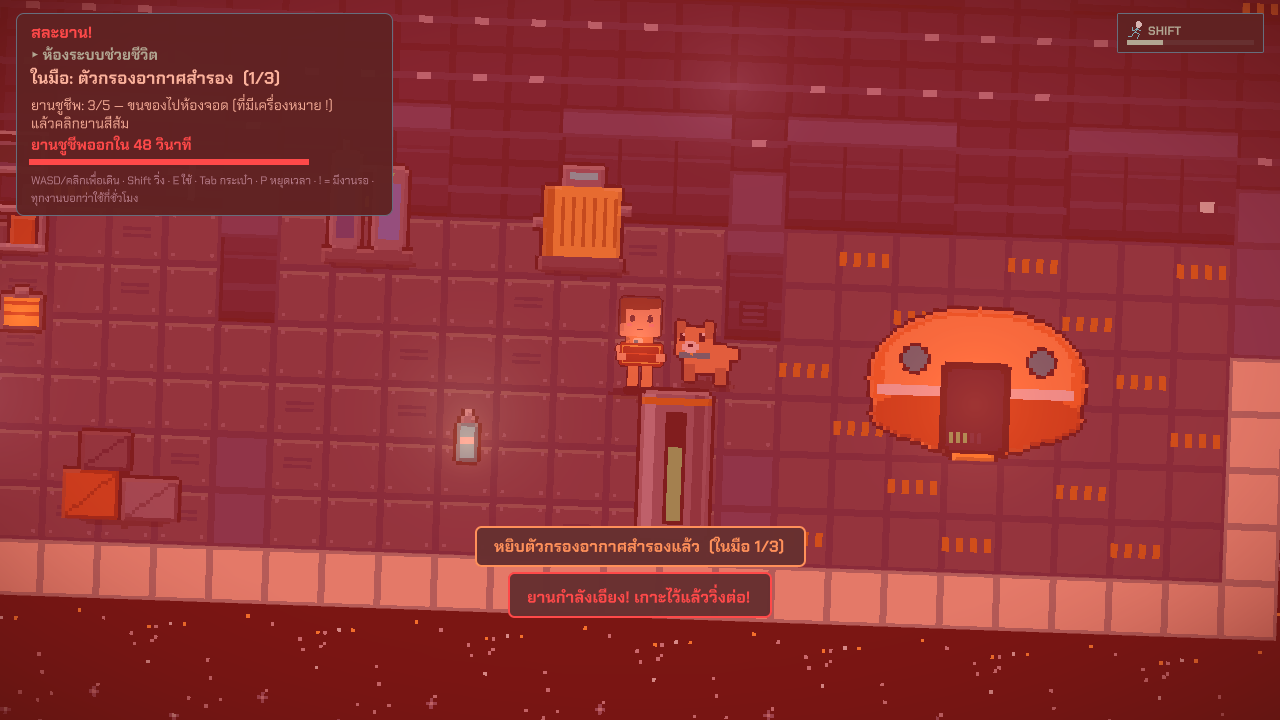 สละยาน!
▸ ห้องระบบช่วยชีวิต
ในมือ: ตัวกรองอากาศสำรอง (1/3)
ยานชูชีพ: 3/5 — ขนของไปห้องจอด (ที่มีเครื่องหมาย !)
แล้วคลิกยานสีส้ม
ยานชูชีพออกใน 48 วินาที
WASD/คลิกเพื่อเดิน · Shift วิ่ง · E ใช้ · Tab กระเป๋า · P หยุดเวลา · ! = มีงานรอ ·
ทุกงานบอกว่าใช้กี่ชั่วโมง
SHIFT
หยิบตัวกรองอากาศสำรองแล้ว (ในมือ 1/3)
ยานกำลังเอียง! เกาะไว้แล้ววิ่งต่อ!